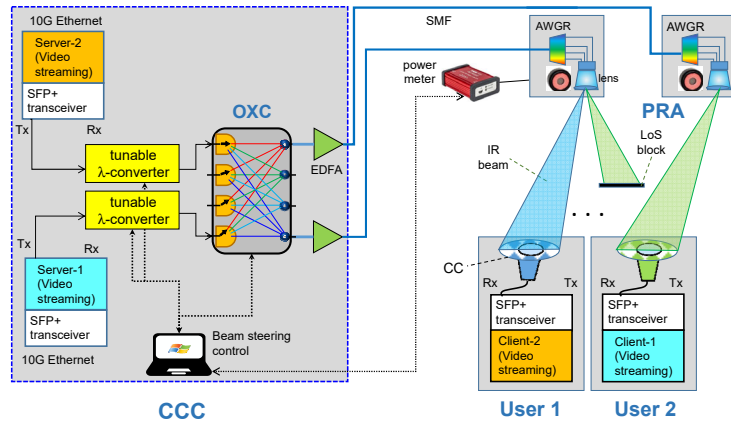 10G Ethernet
Server-2
(Video
streaming)
SFP+
transceiver
Tx
Rx
tunable
λ-converter
tunable
λ-converter
Tx
Rx
Server-1
(Video
streaming)
SFP+
transceiver
10G Ethernet
OXC
EDFA
Beam steering
control
CCC
SMF
power
meter
AWGR
lens
AWGR
PRA
IR
beam
LoS
block
. . .
CC
Rx
Tx
SFP+
transceiver
Client-2
(Video
streaming)
User 1
Rx
Tx
SFP+
transceiver
Client-1
(Video
streaming)
User 2